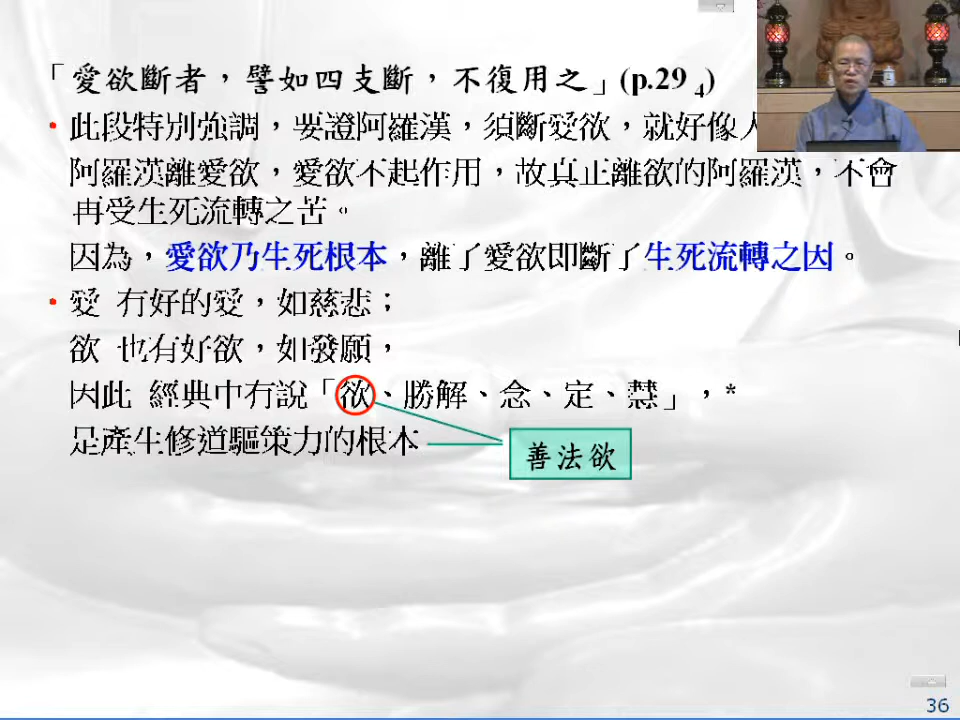 「愛欲斷者，譬如四支斷，不復用之」(p.29 4)
•此段特別強調，要證阿羅漢，須斷愛欲，就好像人
阿羅漢離愛欲，愛欲不起作用，故真正離欲的阿羅漢，不會
再受生死流轉之苦。
因為，愛欲乃生死根本，離了愛欲即斷了生死流轉之因。
•愛 有好的愛，如慈悲；
欲 也有好欲，如發願，
因此 經典中有說「欲、勝解、念、定、慧」，*
是產生修道驅策力的根本
善法欲
36